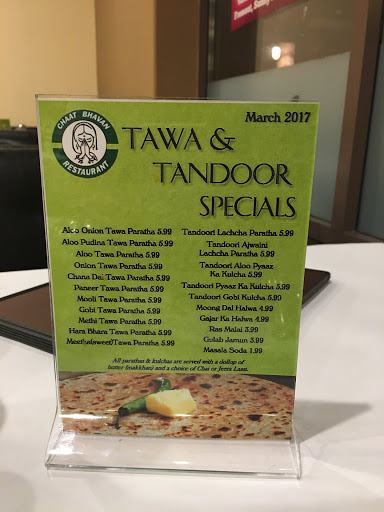 March 2017
CHAAT BHAVAN
RESTAURANT
TAWA &
TANDOOR
SPECIALS
Aloo Onion Tawa Paratha 5.99
Aloo Pudina Tawa Paratha 5.99
Aloo Tawa Paratha 5.99
Onion Tawa Paratha 5.99
Chana Dal Tawa Paratha 5.99
Paneer Tawa Paratha 5.99
Mooli Tawa Paratha 5.99
Gobi Tawa Paratha 5.99
Methi Tawa Paratha 5.99
Hara Bhara Tawa Paratha 5.99
Meetha(sweet)Tawa Paratha 5.99
Tandoori Lachcha Paratha 5.99
Tandoori Ajwaini
Lachcha Paratha 5.99
Tandoori Aloo Pyaaz
Ka Kulcha 5.99
Tandoori Pyaaz Ka Kulcha 5.99
Tandoori Gobi Kulcha 5.99
Moong Dal Halwa 4.99
Gajar Ka Halwa 4.99
Ras Malai 3.99
Gulab Jamun 3.99
Masala Soda 1.99
All parathas & kulchas are served with a dollop of
butter (makkhan) and a choice of Chai or Jeera Lassi.